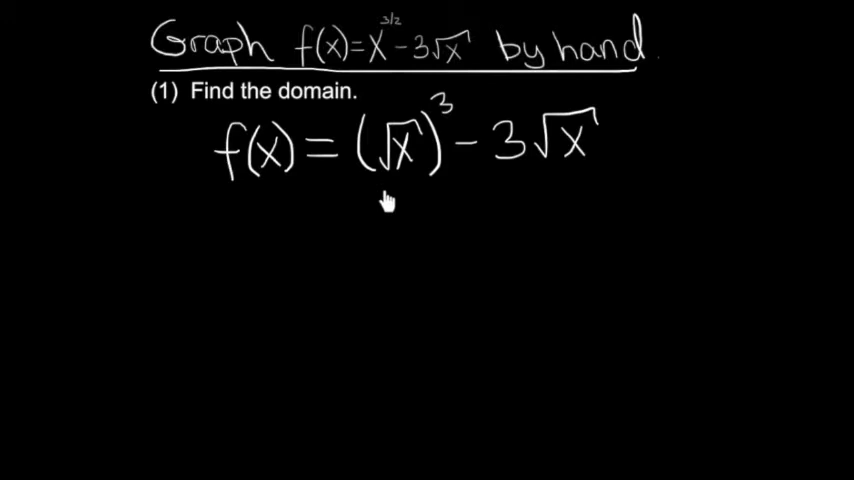 Graph f(x)=x^{3/2}-3√x by hand.
(1) Find the domain.
f(x) = (√x)^3 - 3√x